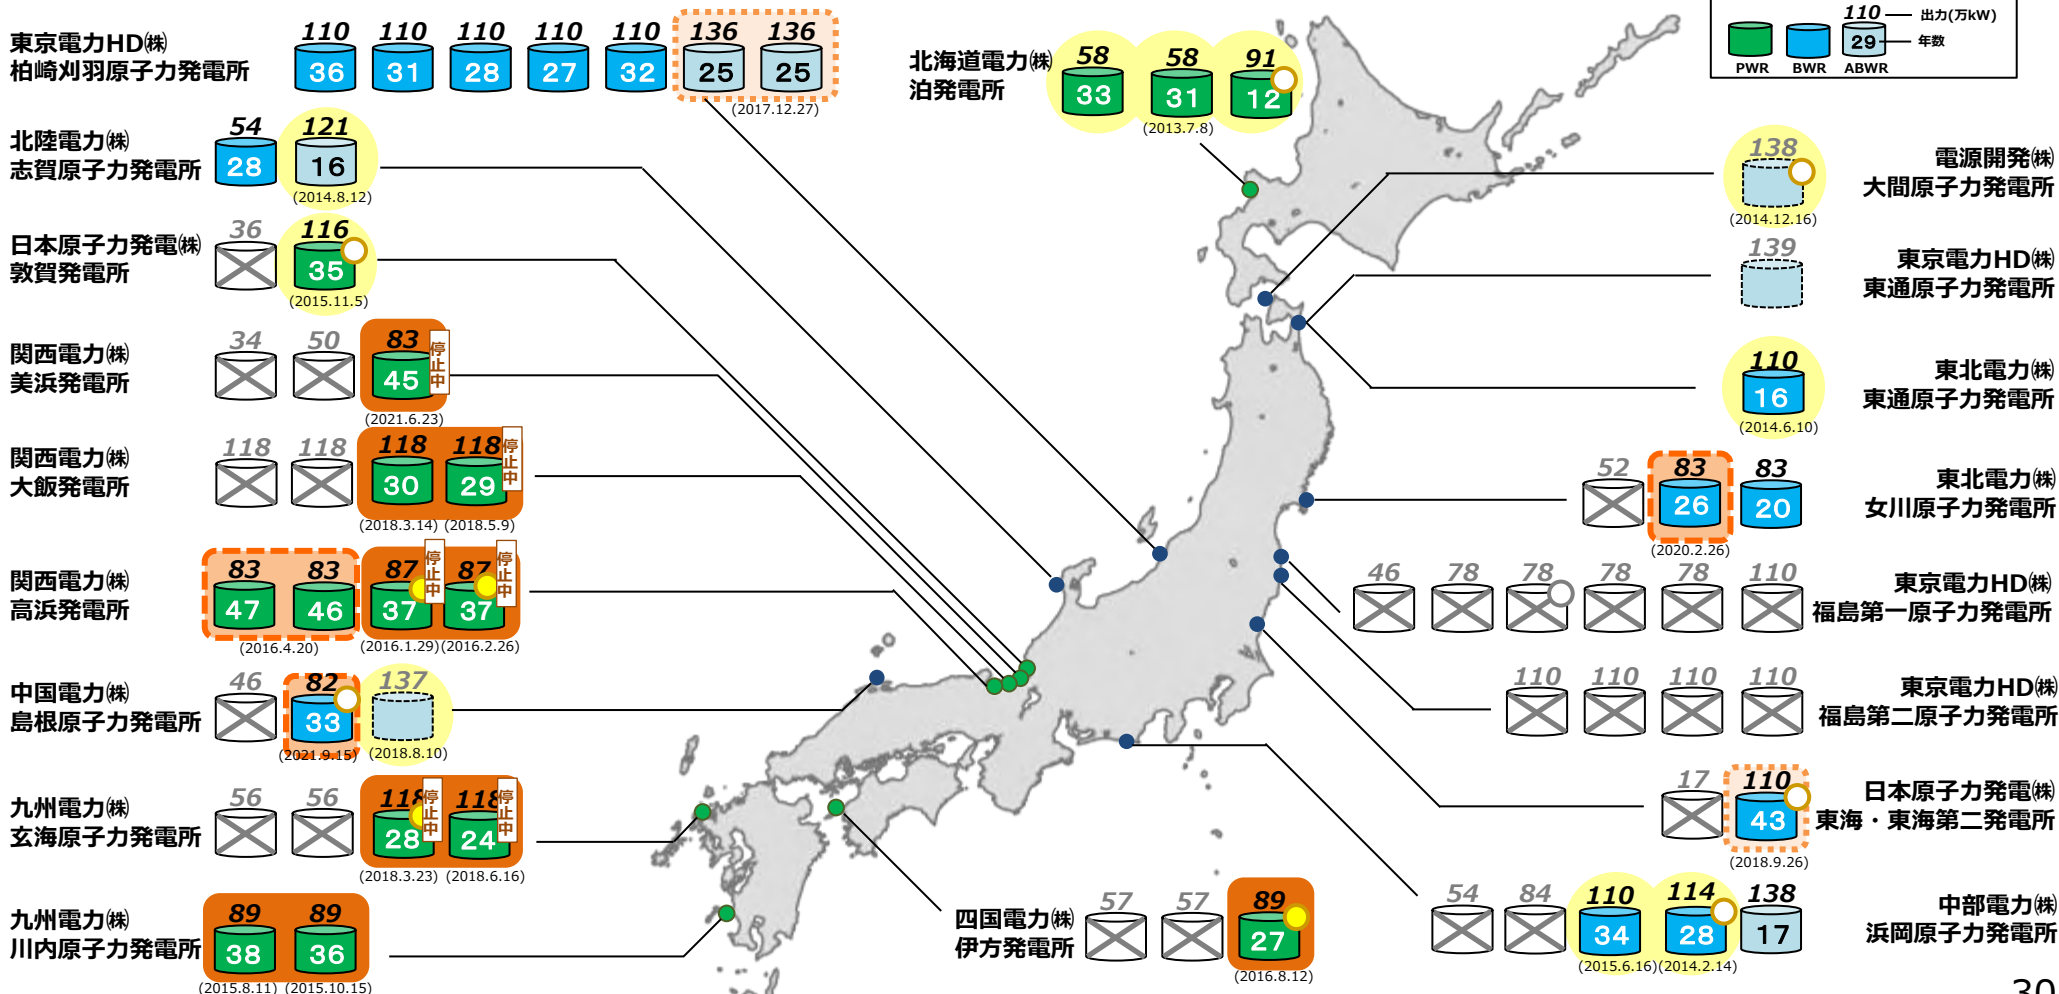 東京電力HD㈱
柏崎刈羽原子力発電所
110 110 110 110 110 136 136
36 31 28 27 32 25 25
(2017.12.27)
北海道電力㈱
泊発電所
58 58 91
33 31 12
(2013.7.8)
110 出力(万kW)
29 年数
PWR BWR ABWR
北陸電力㈱
志賀原子力発電所
54 121
28 16
(2014.8.12)
日本原子力発電㈱
敦賀発電所
36 116
35
(2015.11.5)
関西電力㈱
美浜発電所
34 50 83
45
停止中
(2021.6.23)
関西電力㈱
大飯発電所
118 118 118 118
30 29
停止中
(2018.3.14) (2018.5.9)
関西電力㈱
高浜発電所
83 83 87 87
47 46 37 37
停止中 停止中
(2016.4.20) (2016.1.29) (2016.2.26)
中国電力㈱
島根原子力発電所
46 82 137
33
(2021.9.15) (2018.8.10)
九州電力㈱
玄海原子力発電所
56 56 118 118
28 24
停止中 停止中
(2018.3.23) (2018.6.16)
九州電力㈱
川内原子力発電所
89 89
38 36
(2015.8.11) (2015.10.15)
四国電力㈱
伊方発電所
57 57 89
27
(2016.8.12)
138
電源開発㈱
大間原子力発電所
(2014.12.16)
139
東京電力HD㈱
東通原子力発電所
110
16
東北電力㈱
東通原子力発電所
(2014.6.10)
52 83 83
26 20
東北電力㈱
女川原子力発電所
(2020.2.26)
46 78 78 78 78 110
東京電力HD㈱
福島第一原子力発電所
110 110 110 110
東京電力HD㈱
福島第二原子力発電所
17 110
43
日本原子力発電㈱
東海・東海第二発電所
(2018.9.26)
54 84 110 114 138
34 28 17
中部電力㈱
浜岡原子力発電所
(2015.6.16) (2014.2.14)
30